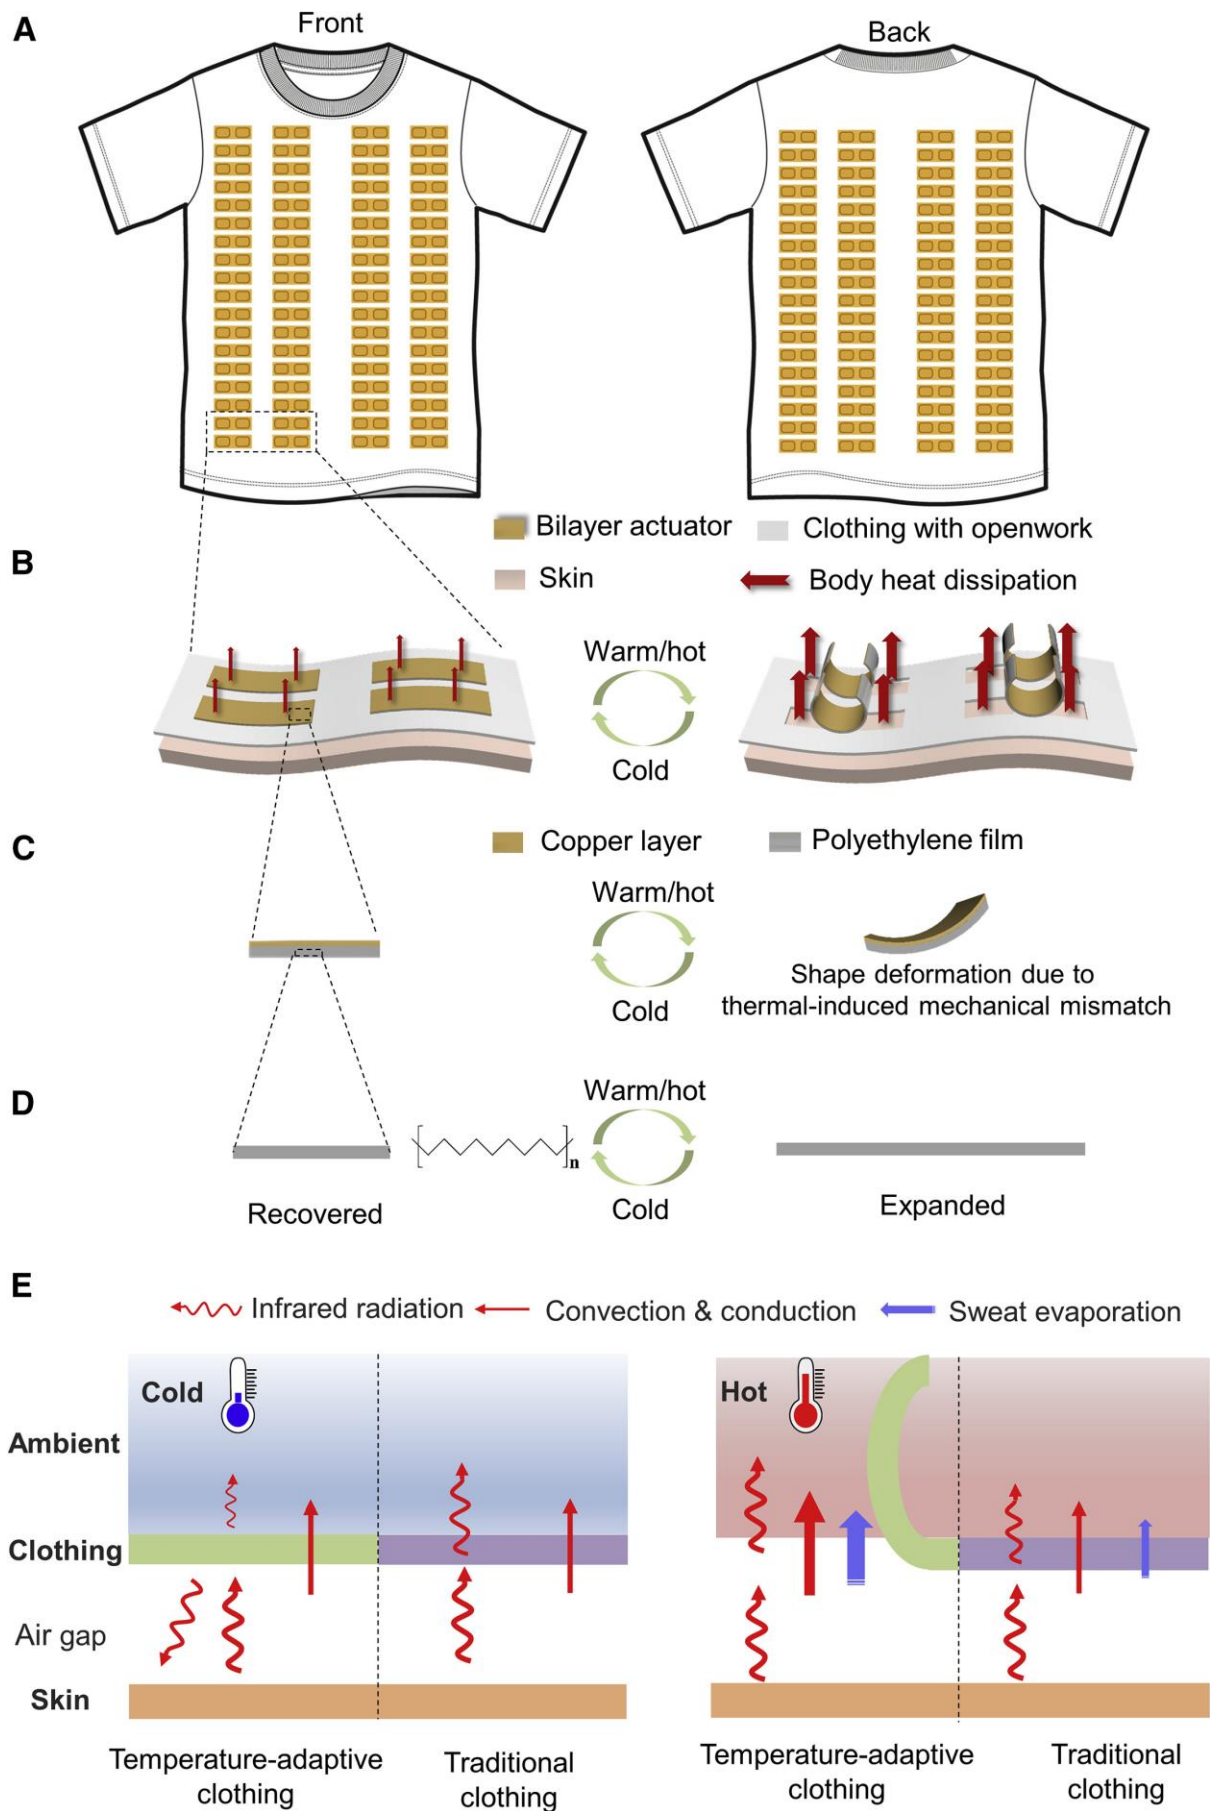 A
Front
Back
Bilayer actuator
Clothing with openwork
B
Skin
Body heat dissipation
Warm/hot
Cold
C
Copper layer
Polyethylene film
Warm/hot
Shape deformation due to
thermal-induced mechanical mismatch
Cold
D
Warm/hot
n
Recovered
Cold
Expanded
E
Infrared radiation
Convection & conduction
Sweat evaporation
Cold
Hot
Ambient
Clothing
Air gap
Skin
Temperature-adaptive
clothing
Traditional
clothing
Temperature-adaptive
clothing
Traditional
clothing